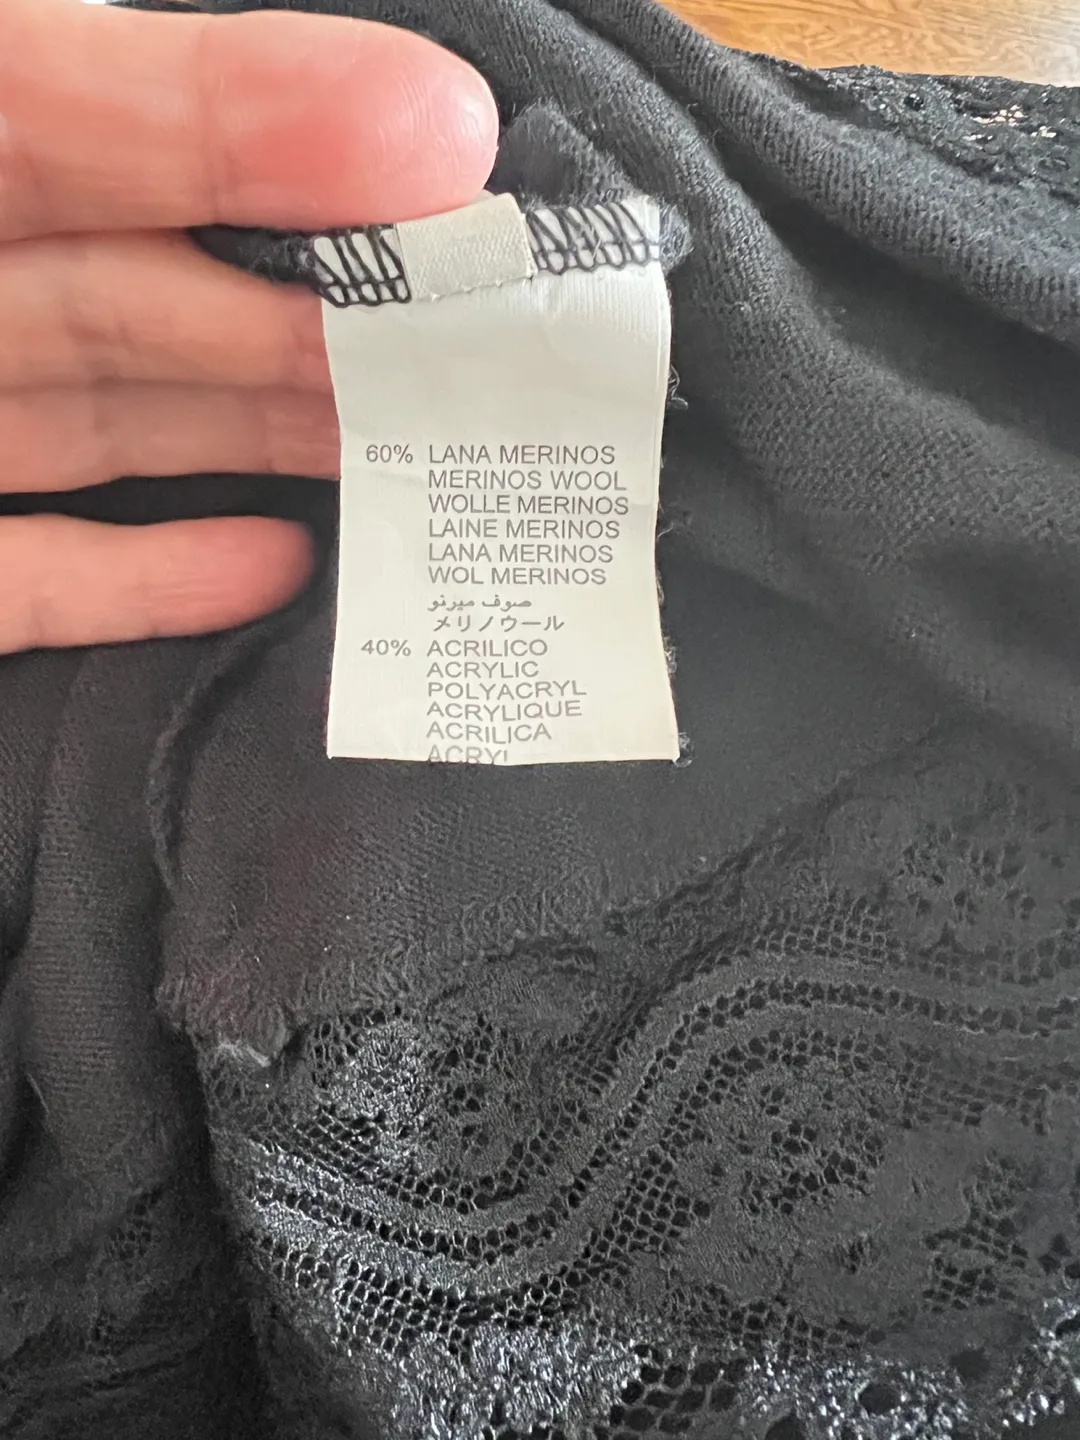 60% LANA MERINOS
MERINOS WOOL
WOLLE MERINOS
LAINE MERINOS
LANA MERINOS
WOL MERINOS
صوف ميرنو
メリノウール
40% ACRILICO
ACRYLIC
POLYACRYL
ACRYLIQUE
ACRILICA
ACRYL